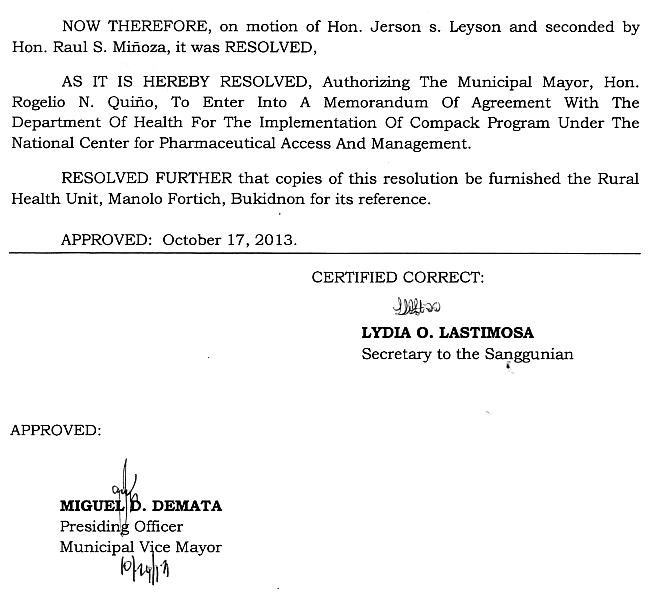 NOW THEREFORE, on motion of Hon. Jerson s. Leyson and seconded by
Hon. Raul S. Miñoza, it was RESOLVED,
AS IT IS HEREBY RESOLVED, Authorizing The Municipal Mayor, Hon.
Rogelio N. Quiño, To Enter Into A Memorandum Of Agreement With The
Department Of Health For The Implementation Of Compack Program Under The
National Center for Pharmaceutical Access And Management.
RESOLVED FURTHER that copies of this resolution be furnished the Rural
Health Unit, Manolo Fortich, Bukidnon for its reference.
APPROVED: October 17, 2013.
CERTIFIED CORRECT:
LYDIA O. LASTIMOSA
Secretary to the Sanggunian
APPROVED:
MIGUEL D. DEMATA
Presiding Officer
Municipal Vice Mayor